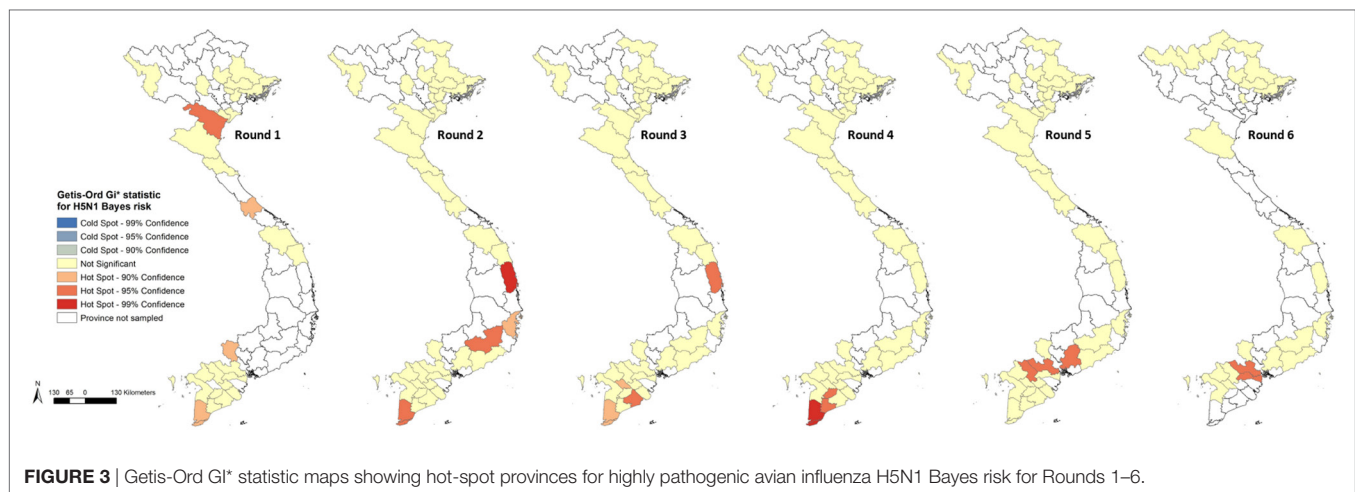 Round 1
Round 2
Round 3
Round 4
Round 5
Round 6
Getis-Ord Gi* statistic
for H5N1 Bayes risk
Cold Spot - 99% Confidence
Cold Spot - 95% Confidence
Cold Spot - 90% Confidence
Not Significant
Hot Spot - 90% Confidence
Hot Spot - 95% Confidence
Hot Spot - 99% Confidence
Province not sampled
N
130 65 0 130 Kilometers
FIGURE 3 | Getis-Ord GI* statistic maps showing hot-spot provinces for highly pathogenic avian influenza H5N1 Bayes risk for Rounds 1–6.